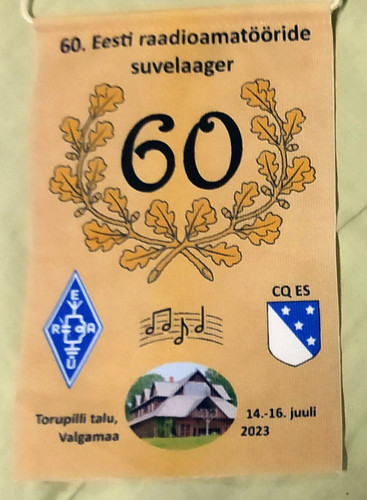 60. Eesti raadioamatööride
suvelaager
60
E
R A
Ü
CQ ES
Torupilli talu,
Valgamaa
14.-16. juuli
2023